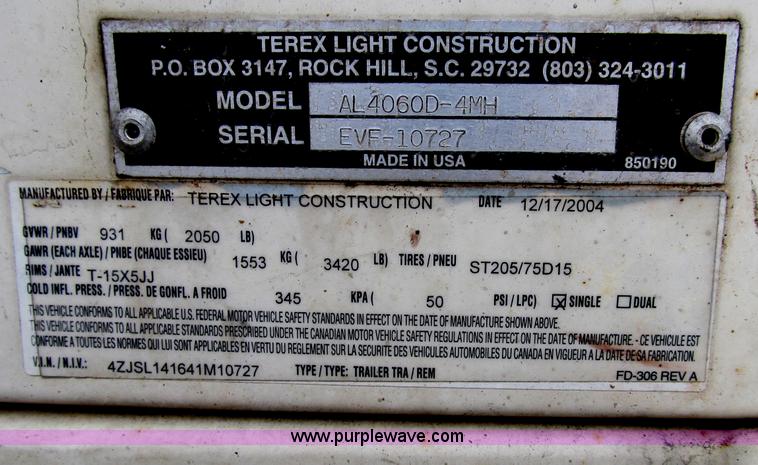 TEREX LIGHT CONSTRUCTION
P.O. BOX 3147, ROCK HILL, S.C. 29732 (803) 324-3011
MODEL AL4060D-4MH
SERIAL EVF-10727
MADE IN USA 850190
MANUFACTURED BY / FABRIQUE PAR: TEREX LIGHT CONSTRUCTION DATE 12/17/2004
GVWR / PNBV 931 KG ( 2050 LB)
GAWR (EACH AXLE) / PNBE (CHAQUE ESSIEU) 1553 KG ( 3420 LB) TIRES / PNEU ST205/75D15
RIMS / JANTE T-15X5JJ
COLD INFL. PRESS. / PRESS. DE GONFL. A FROID 345 KPA ( 50 PSI / LPC) X SINGLE DUAL
THIS VEHICLE CONFORMS TO ALL APPLICABLE U.S. FEDERAL MOTOR VEHICLE SAFETY STANDARDS IN EFFECT ON THE DATE OF MANUFACTURE SHOWN ABOVE.
THIS VEHICLE CONFORMS TO ALL APPLICABLE STANDARDS PRESCRIBED UNDER THE CANADIAN MOTOR VEHICLE SAFETY REGULATIONS IN EFFECT ON THE DATE OF MANUFACTURE. - CE VEHICULE EST
CONFORME A TOUTES LES NORMES QUI LUI SONT APPLICABLES EN VERTU DU REGLEMENT SUR LA SECURITE DES VEHICULES AUTOMOBILES DU CANADA EN VIGUEUR A LA DATE DE SA FABRICATION.
V.I.N. / N.I.V.: 4ZJSL141641M10727 TYPE / TYPE: TRAILER TRA / REM FD-306 REV A
www.purplewave.com